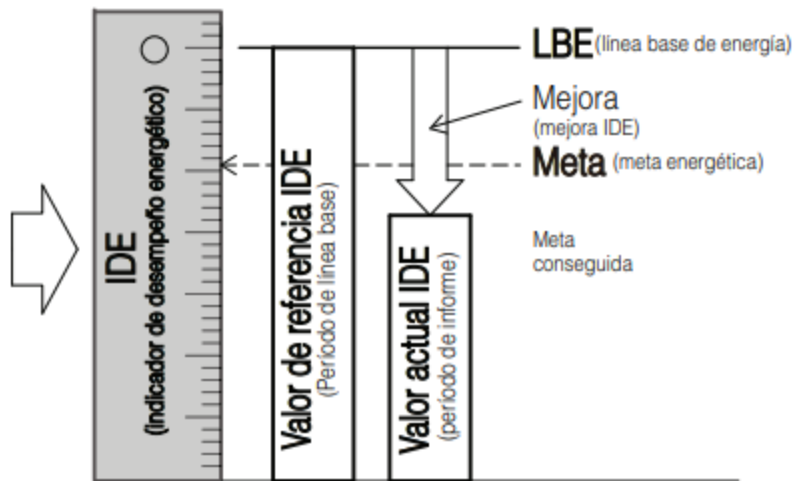 IDE
(indicador de desempeño energético)
Valor de referencia IDE
(Período de línea base)
Valor actual IDE
(período de informe)
LBE (línea base de energía)
Mejora
(mejora IDE)
Meta (meta energética)
Meta
conseguida